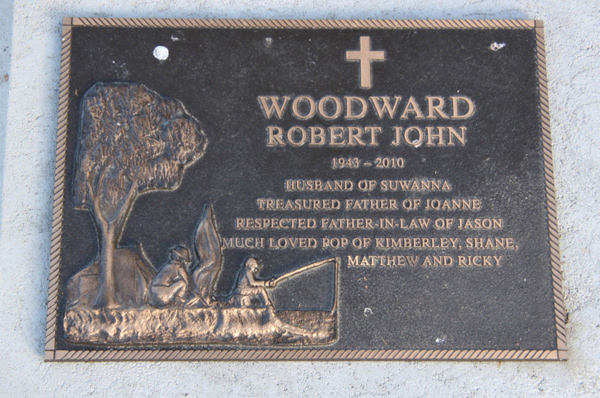 WOODWARD
ROBERT JOHN
1943 – 2010
HUSBAND OF SUWANNA
TREASURED FATHER OF JOANNE
RESPECTED FATHER-IN-LAW OF JASON
MUCH LOVED POP OF KIMBERLEY, SHANE,
MATTHEW AND RICKY